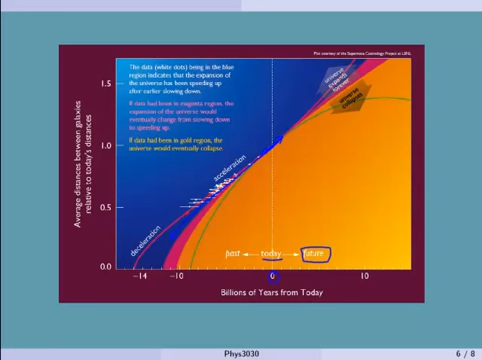 Plot courtesy of the Supernova Cosmology Project at LBNL
The data (white dots) being in the blue
region indicates that the expansion of
the universe has been speeding up
after earlier slowing down.
If data had been in magenta region, the
expansion of the universe would
eventually change from slowing down
to speeding up.
If data had been in gold region, the
universe would eventually collapse.
universe
expands
forever
universe
collapses
Average distances between galaxies
relative to today's distances
1.5
1.0
0.5
0.0
acceleration
deceleration
past today future
-14 -10 0 10
Billions of Years from Today
Phys3030 6 / 8